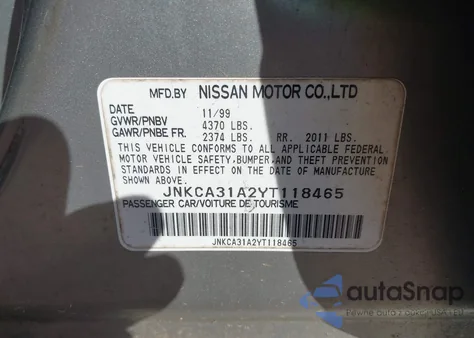 MFD.BY NISSAN MOTOR CO.,LTD
DATE 11/99
GVWR/PNBV 4370 LBS.
GAWR/PNBE FR. 2374 LBS. RR. 2011 LBS.
THIS VEHICLE CONFORMS TO ALL APPLICABLE FEDERAL
MOTOR VEHICLE SAFETY, BUMPER, AND THEFT PREVENTION
STANDARDS IN EFFECT ON DATE OF MANUFACTURE
SHOWN ABOVE.
JNKCA31A2YT118465
PASSENGER CAR/VOITURE DE TOURISME
JNKCA31A2YT118465
autoSnap